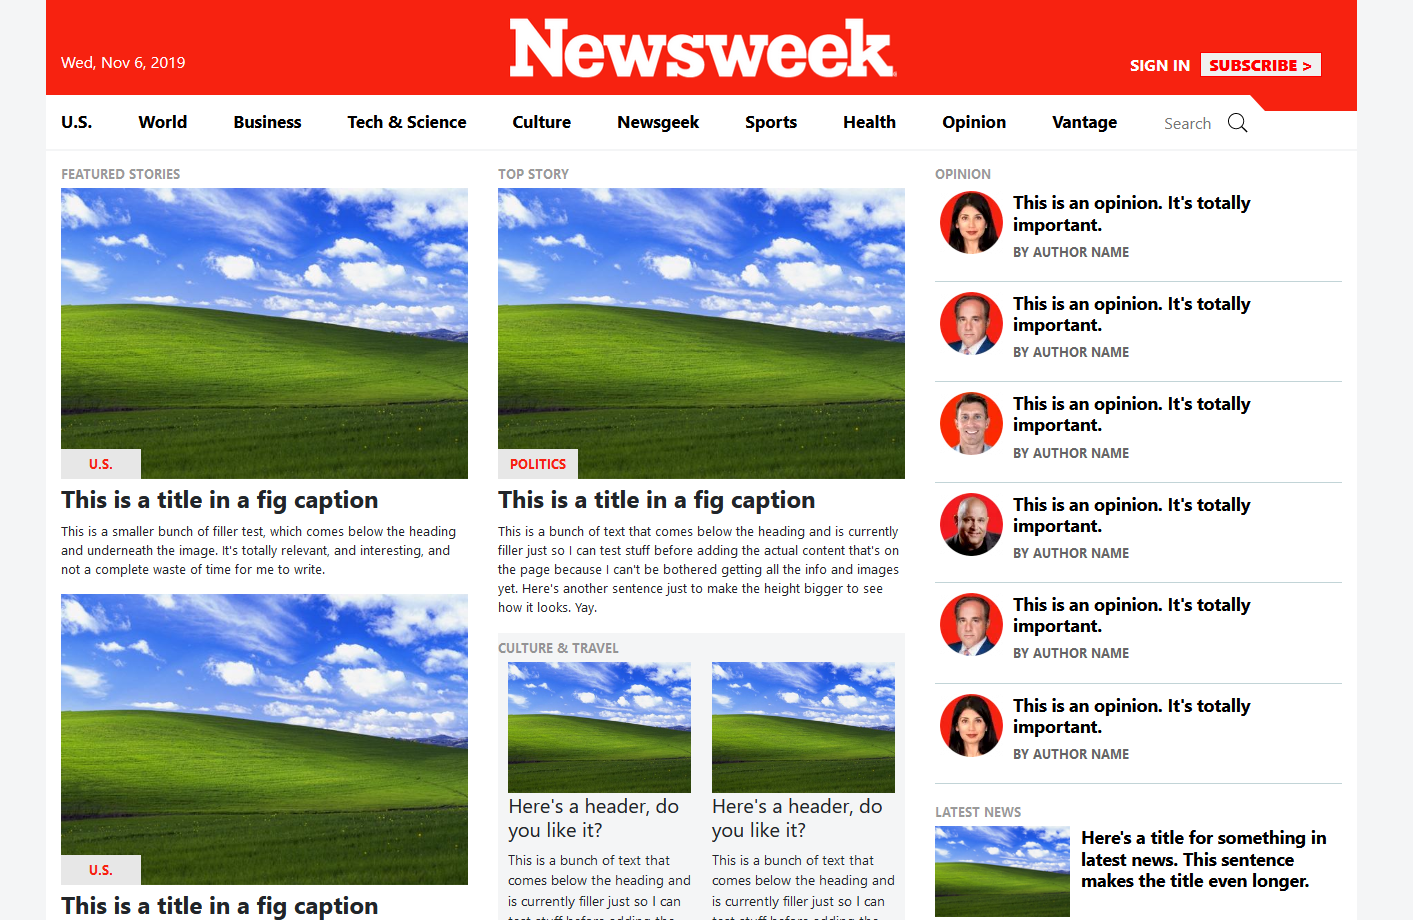 Wed, Nov 6, 2019
Newsweek
SIGN IN
SUBSCRIBE >
U.S.
World
Business
Tech & Science
Culture
Newsgeek
Sports
Health
Opinion
Vantage
Search
FEATURED STORIES
U.S.
This is a title in a fig caption
This is a smaller bunch of filler test, which comes below the heading
and underneath the image. It's totally relevant, and interesting, and
not a complete waste of time for me to write.
U.S.
This is a title in a fig caption
TOP STORY
POLITICS
This is a title in a fig caption
This is a bunch of text that comes below the heading and is currently
filler just so I can test stuff before adding the actual content that's on
the page because I can't be bothered getting all the info and images
yet. Here's another sentence just to make the height bigger to see
how it looks. Yay.
CULTURE & TRAVEL
Here's a header, do
you like it?
This is a bunch of text that
comes below the heading and
is currently filler just so I can
test stuff before adding the
Here's a header, do
you like it?
This is a bunch of text that
comes below the heading and
is currently filler just so I can
test stuff before adding the
OPINION
This is an opinion. It's totally
important.
BY AUTHOR NAME
This is an opinion. It's totally
important.
BY AUTHOR NAME
This is an opinion. It's totally
important.
BY AUTHOR NAME
This is an opinion. It's totally
important.
BY AUTHOR NAME
This is an opinion. It's totally
important.
BY AUTHOR NAME
This is an opinion. It's totally
important.
BY AUTHOR NAME
LATEST NEWS
Here's a title for something in
latest news. This sentence
makes the title even longer.